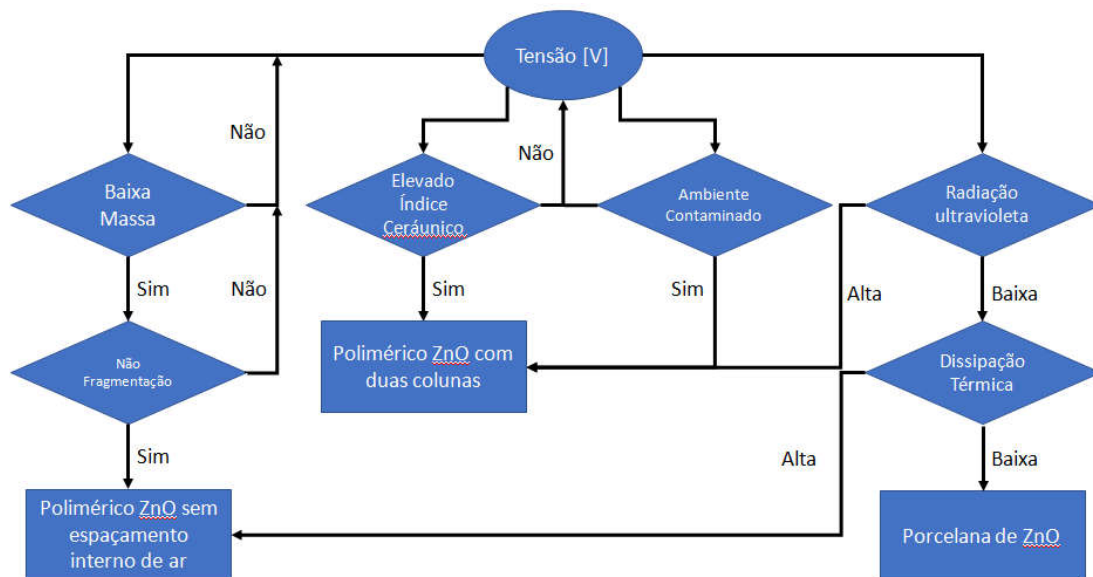 Tensão [V]
Não
Não
Baixa
Massa
Elevado
Índice
Ceráunico
Ambiente
Contaminado
Radiação
ultravioleta
Sim
Não
Sim
Sim
Alta
Baixa
Não
Fragmentação
Polimérico ZnO com
duas colunas
Dissipação
Térmica
Sim
Alta
Baixa
Polimérico ZnO sem
espaçamento
interno de ar
Porcelana de ZnO